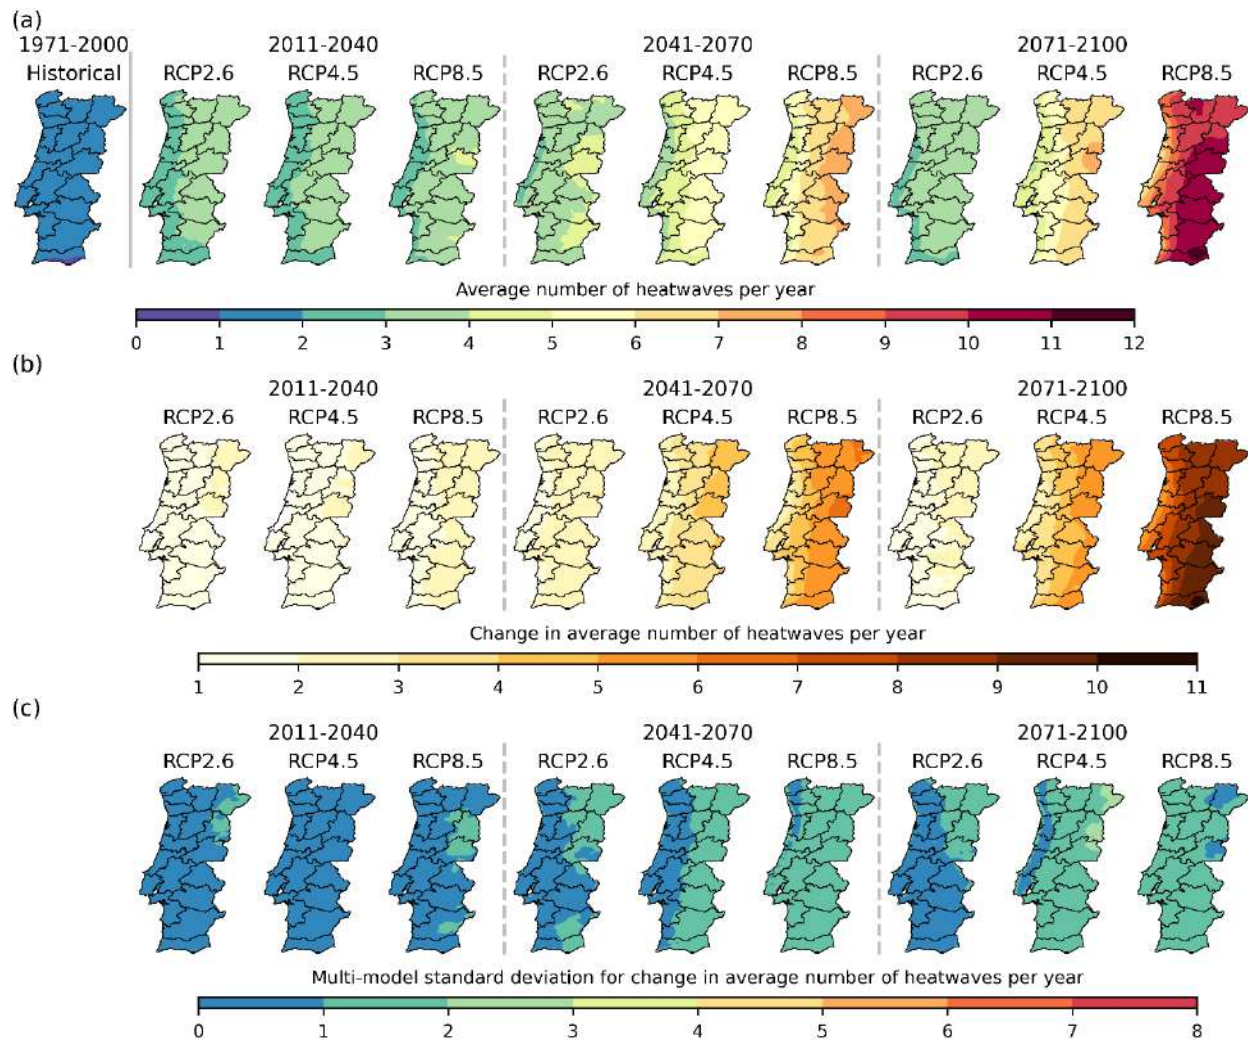 (a)
1971-2000 2011-2040 2041-2070 2071-2100
Historical RCP2.6 RCP4.5 RCP8.5 RCP2.6 RCP4.5 RCP8.5 RCP2.6 RCP4.5 RCP8.5
Average number of heatwaves per year
0 1 2 3 4 5 6 7 8 9 10 11 12
(b)
2011-2040 2041-2070 2071-2100
RCP2.6 RCP4.5 RCP8.5 RCP2.6 RCP4.5 RCP8.5 RCP2.6 RCP4.5 RCP8.5
Change in average number of heatwaves per year
1 2 3 4 5 6 7 8 9 10 11
(c)
2011-2040 2041-2070 2071-2100
RCP2.6 RCP4.5 RCP8.5 RCP2.6 RCP4.5 RCP8.5 RCP2.6 RCP4.5 RCP8.5
Multi-model standard deviation for change in average number of heatwaves per year
0 1 2 3 4 5 6 7 8